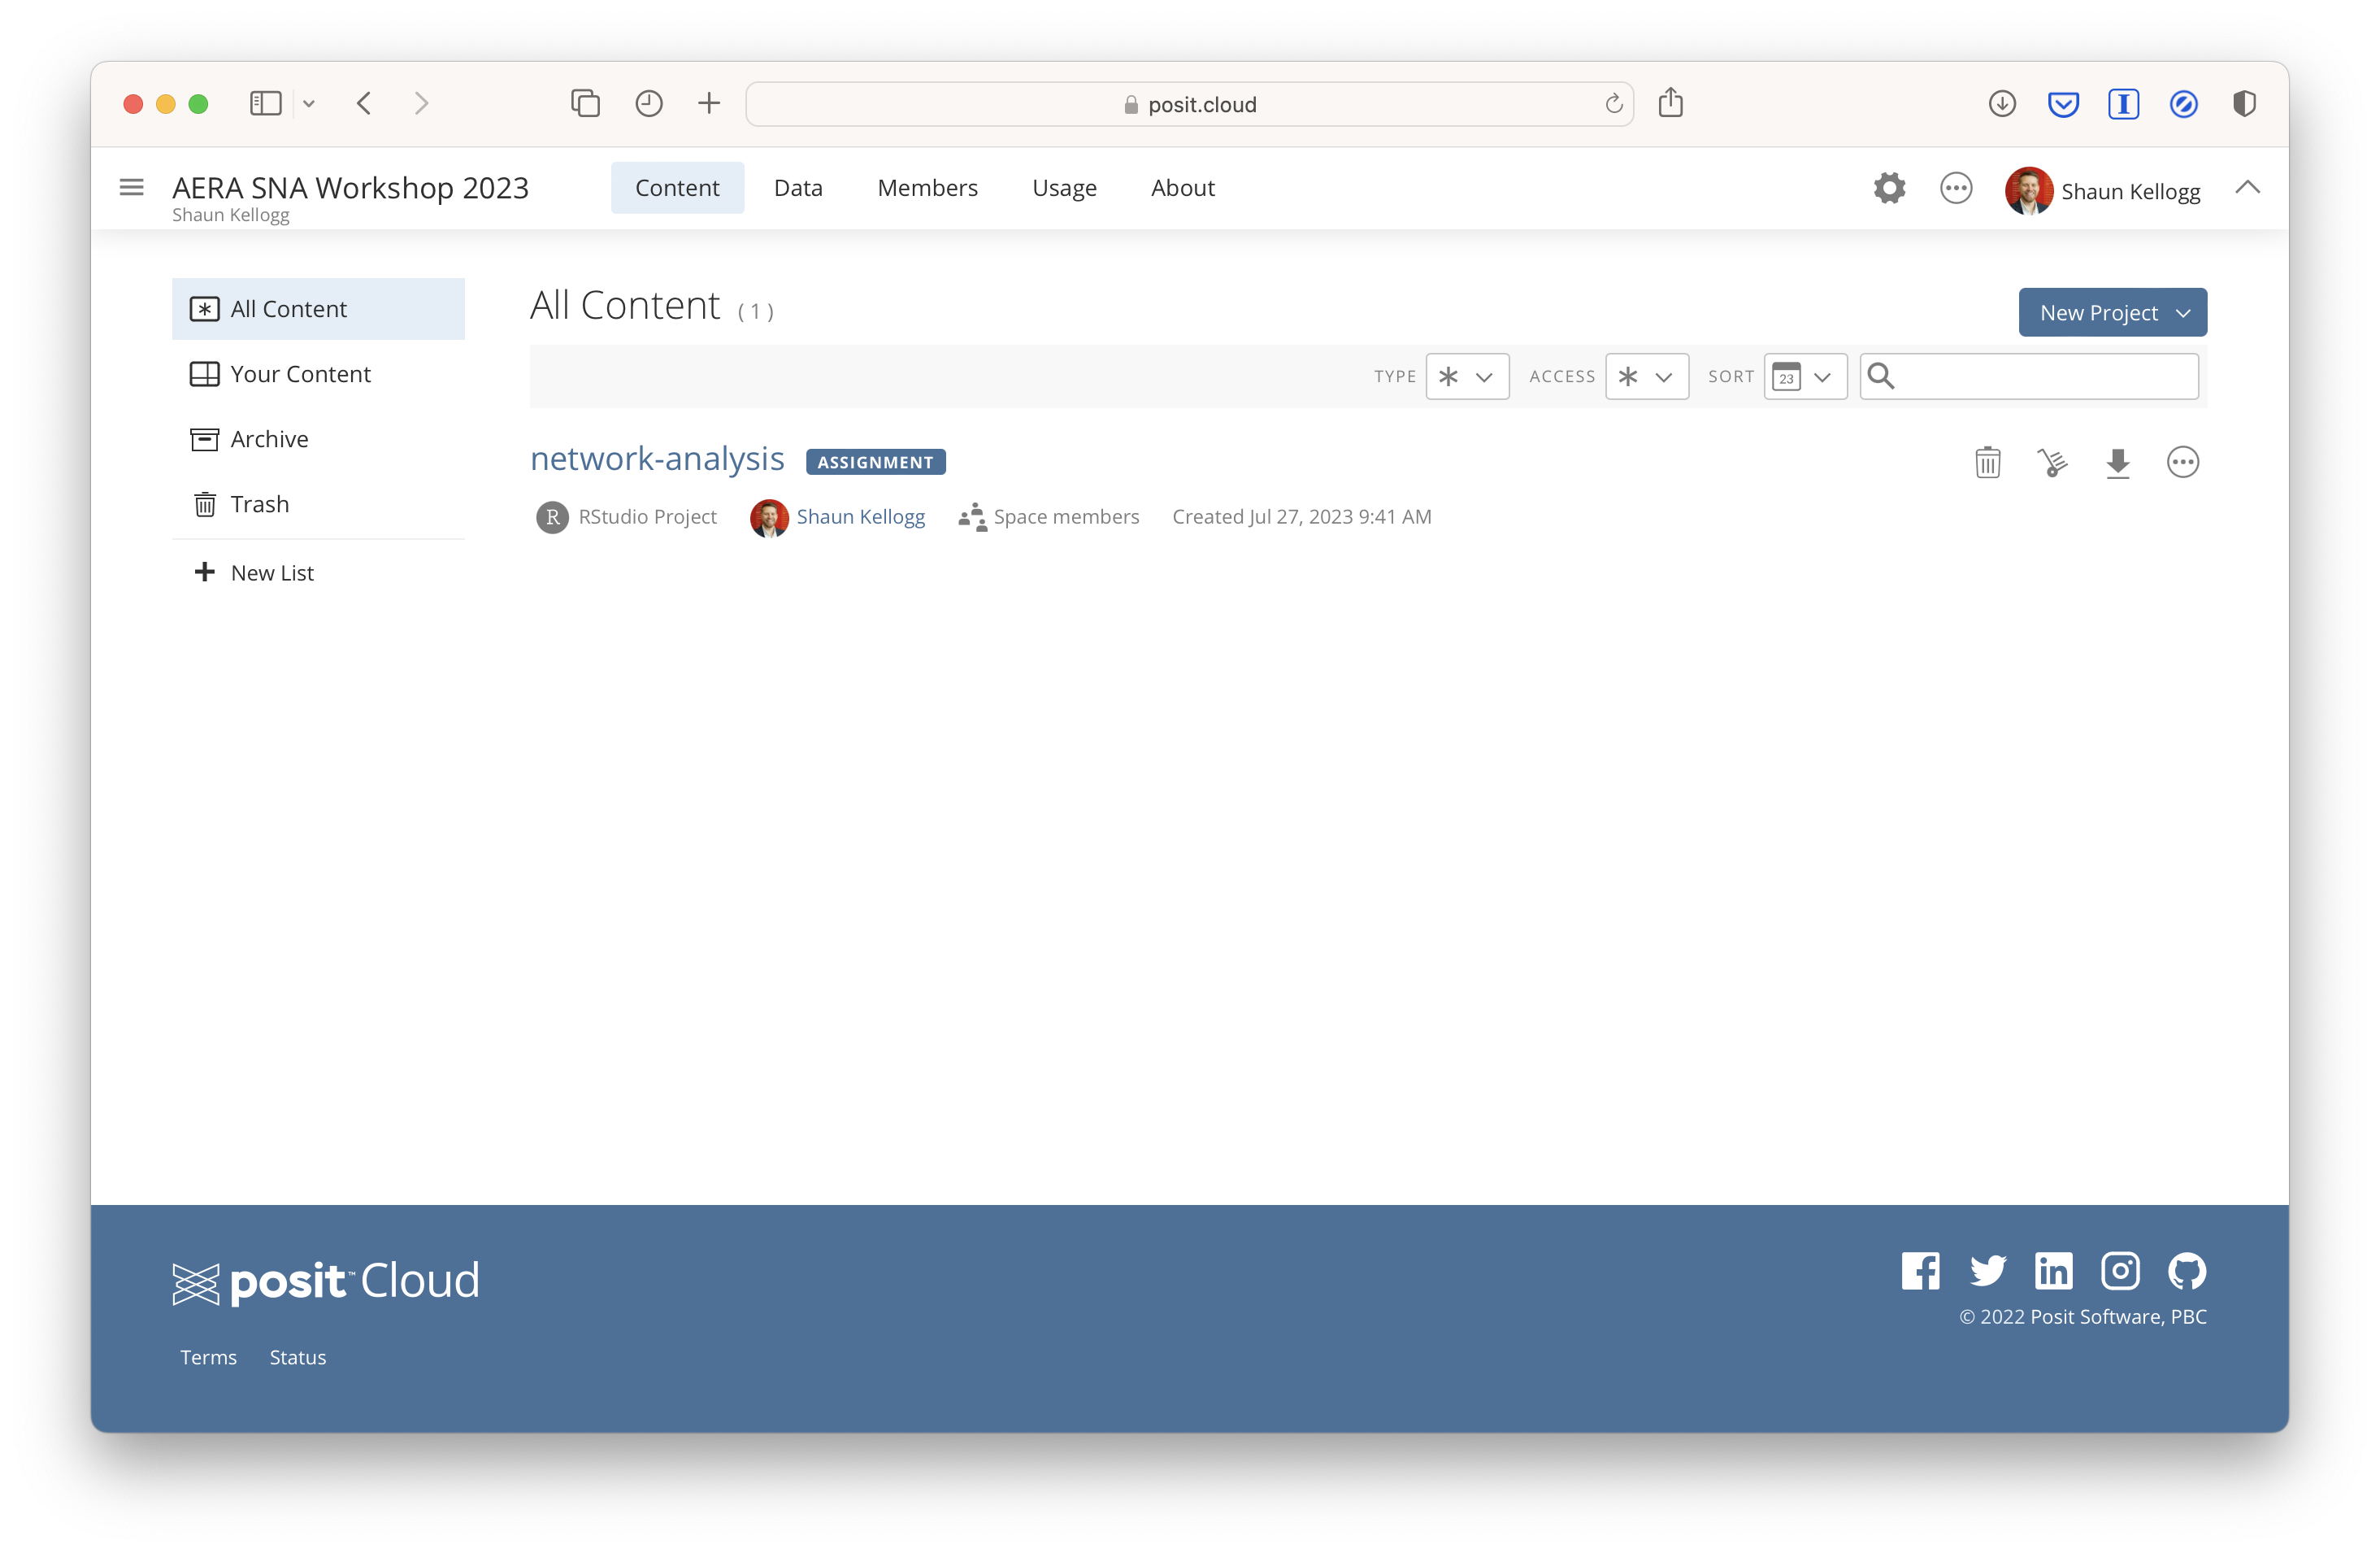 posit.cloud
AERA SNA Workshop 2023
Shaun Kellogg
Content Data Members Usage About
Shaun Kellogg
All Content
Your Content
Archive
Trash
New List
All Content ( 1 )
New Project
TYPE * ACCESS * SORT 23
network-analysis ASSIGNMENT
R RStudio Project Shaun Kellogg Space members Created Jul 27, 2023 9:41 AM
posit™ Cloud
© 2022 Posit Software, PBC
Terms Status